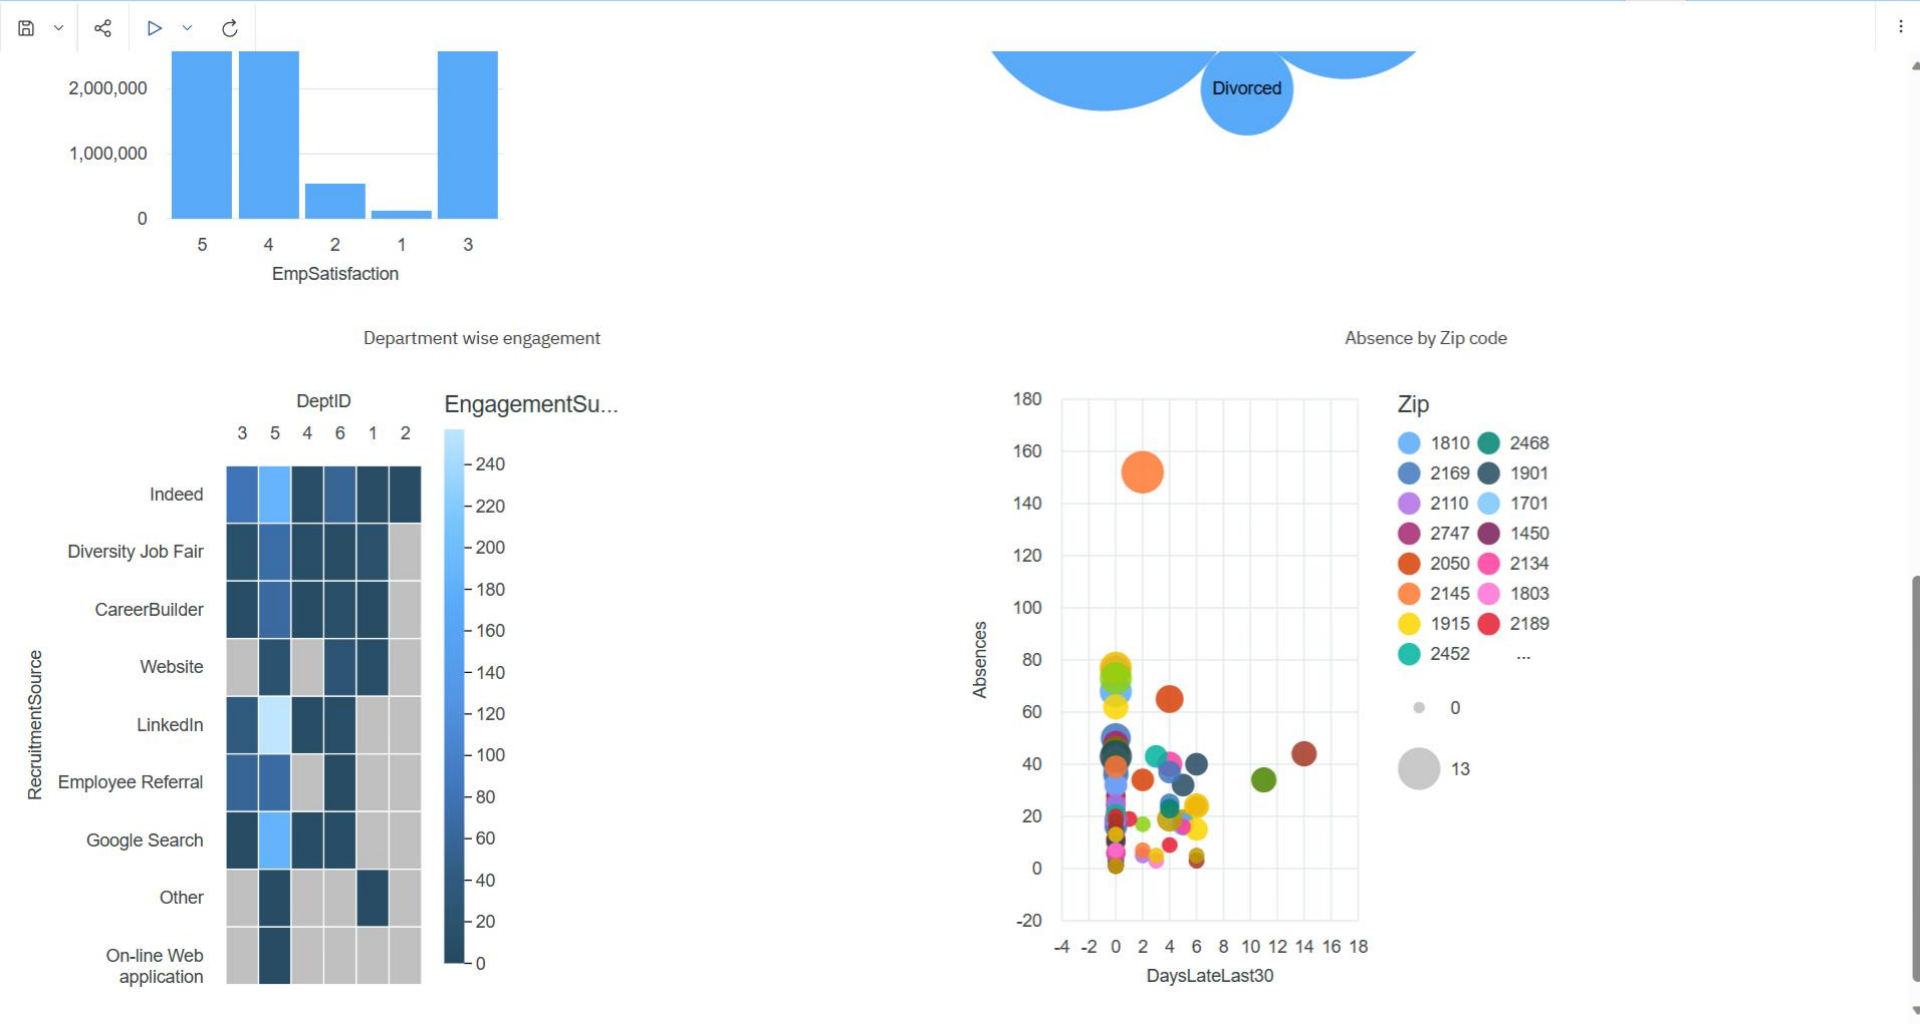 2,000,000
1,000,000
0
5 4 2 1 3
EmpSatisfaction
Divorced
Department wise engagement
DeptID
3 5 4 6 1 2
EngagementSu...
RecruitmentSource
Indeed
Diversity Job Fair
CareerBuilder
Website
LinkedIn
Employee Referral
Google Search
Other
On-line Web
application
240
220
200
180
160
140
120
100
80
60
40
20
0
Absence by Zip code
Absences
180
160
140
120
100
80
60
40
20
0
-20
-4 -2 0 2 4 6 8 10 12 14 16 18
DaysLateLast30
Zip
1810 2468
2169 1901
2110 1701
2747 1450
2050 2134
2145 1803
1915 2189
2452 ...
0
13